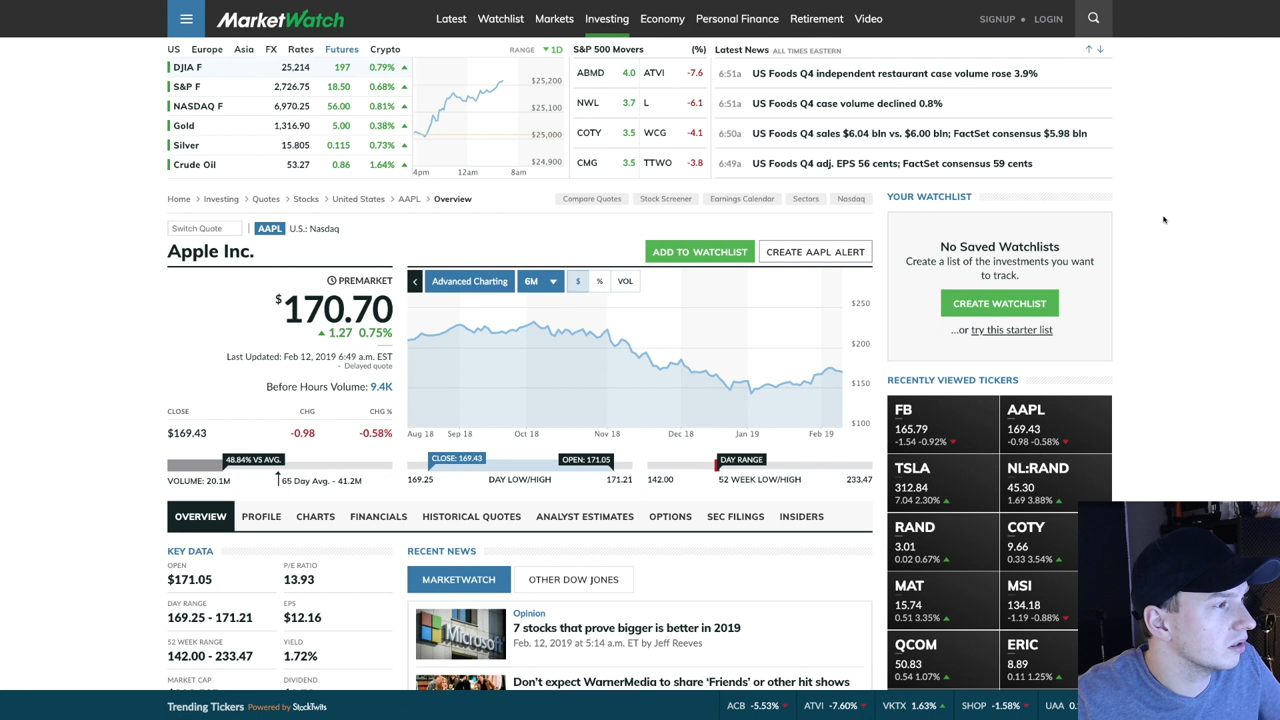 MarketWatch
Latest Watchlist Markets Investing Economy Personal Finance Retirement Video
SIGNUP • LOGIN
US Europe Asia FX Rates Futures Crypto
RANGE 1D
DJIA F 25,214 197 0.79%
S&P F 2,726.75 18.50 0.68%
NASDAQ F 6,970.25 56.00 0.81%
Gold 1,316.90 5.00 0.38%
Silver 15.805 0.115 0.73%
Crude Oil 53.27 0.86 1.64%
$25,200
$25,100
$25,000
$24,900
4pm 12am 8am
S&P 500 Movers (%)
ABMD 4.0 ATVI -7.6
NWL 3.7 L -6.1
COTY 3.5 WCG -4.1
CMG 3.5 TTWO -3.8
Latest News ALL TIMES EASTERN
6:51a US Foods Q4 independent restaurant case volume rose 3.9%
6:51a US Foods Q4 case volume declined 0.8%
6:50a US Foods Q4 sales $6.04 bln vs. $6.00 bln; FactSet consensus $5.98 bln
6:49a US Foods Q4 adj. EPS 56 cents; FactSet consensus 59 cents
Home > Investing > Quotes > Stocks > United States > AAPL > Overview
Compare Quotes Stock Screener Earnings Calendar Sectors Nasdaq
Switch Quote | AAPL U.S.: Nasdaq
Apple Inc.
ADD TO WATCHLIST CREATE AAPL ALERT
PREMARKET
$170.70
1.27 0.75%
Last Updated: Feb 12, 2019 6:49 a.m. EST
- Delayed quote
Before Hours Volume: 9.4K
CLOSE CHG CHG %
$169.43 -0.98 -0.58%
48.84% VS AVG.
VOLUME: 20.1M 65 Day Avg. - 41.2M
< Advanced Charting 6M $ % VOL
$250
$200
$150
$100
Aug 18 Sep 18 Oct 18 Nov 18 Dec 18 Jan 19 Feb 19
CLOSE: 169.43 OPEN: 171.05
169.25 DAY LOW/HIGH 171.21
DAY RANGE
142.00 52 WEEK LOW/HIGH 233.47
YOUR WATCHLIST
No Saved Watchlists
Create a list of the investments you want
to track.
CREATE WATCHLIST
...or try this starter list
RECENTLY VIEWED TICKERS
FB AAPL
165.79 169.43
-1.54 -0.92% -0.98 -0.58%
TSLA NL:RAND
312.84 45.30
7.04 2.30% 1.69 3.88%
RAND COTY
3.01 9.66
0.02 0.67% 0.33 3.54%
MAT MSI
15.74 134.18
0.51 3.35% -1.19 -0.88%
QCOM ERIC
50.83 8.89
0.54 1.07% 0.11 1.25%
OVERVIEW PROFILE CHARTS FINANCIALS HISTORICAL QUOTES ANALYST ESTIMATES OPTIONS SEC FILINGS INSIDERS
KEY DATA
OPEN P/E RATIO
$171.05 13.93
DAY RANGE EPS
169.25 - 171.21 $12.16
52 WEEK RANGE YIELD
142.00 - 233.47 1.72%
MARKET CAP DIVIDEND
RECENT NEWS
MARKETWATCH OTHER DOW JONES
Microsoft
Opinion
7 stocks that prove bigger is better in 2019
Feb. 12, 2019 at 5:14 a.m. ET by Jeff Reeves
Don't expect WarnerMedia to share 'Friends' or other hit shows
Trending Tickers Powered by StockTwits
ACB -5.53% ATVI -7.60% VKTX 1.63% SHOP -1.58% UAA